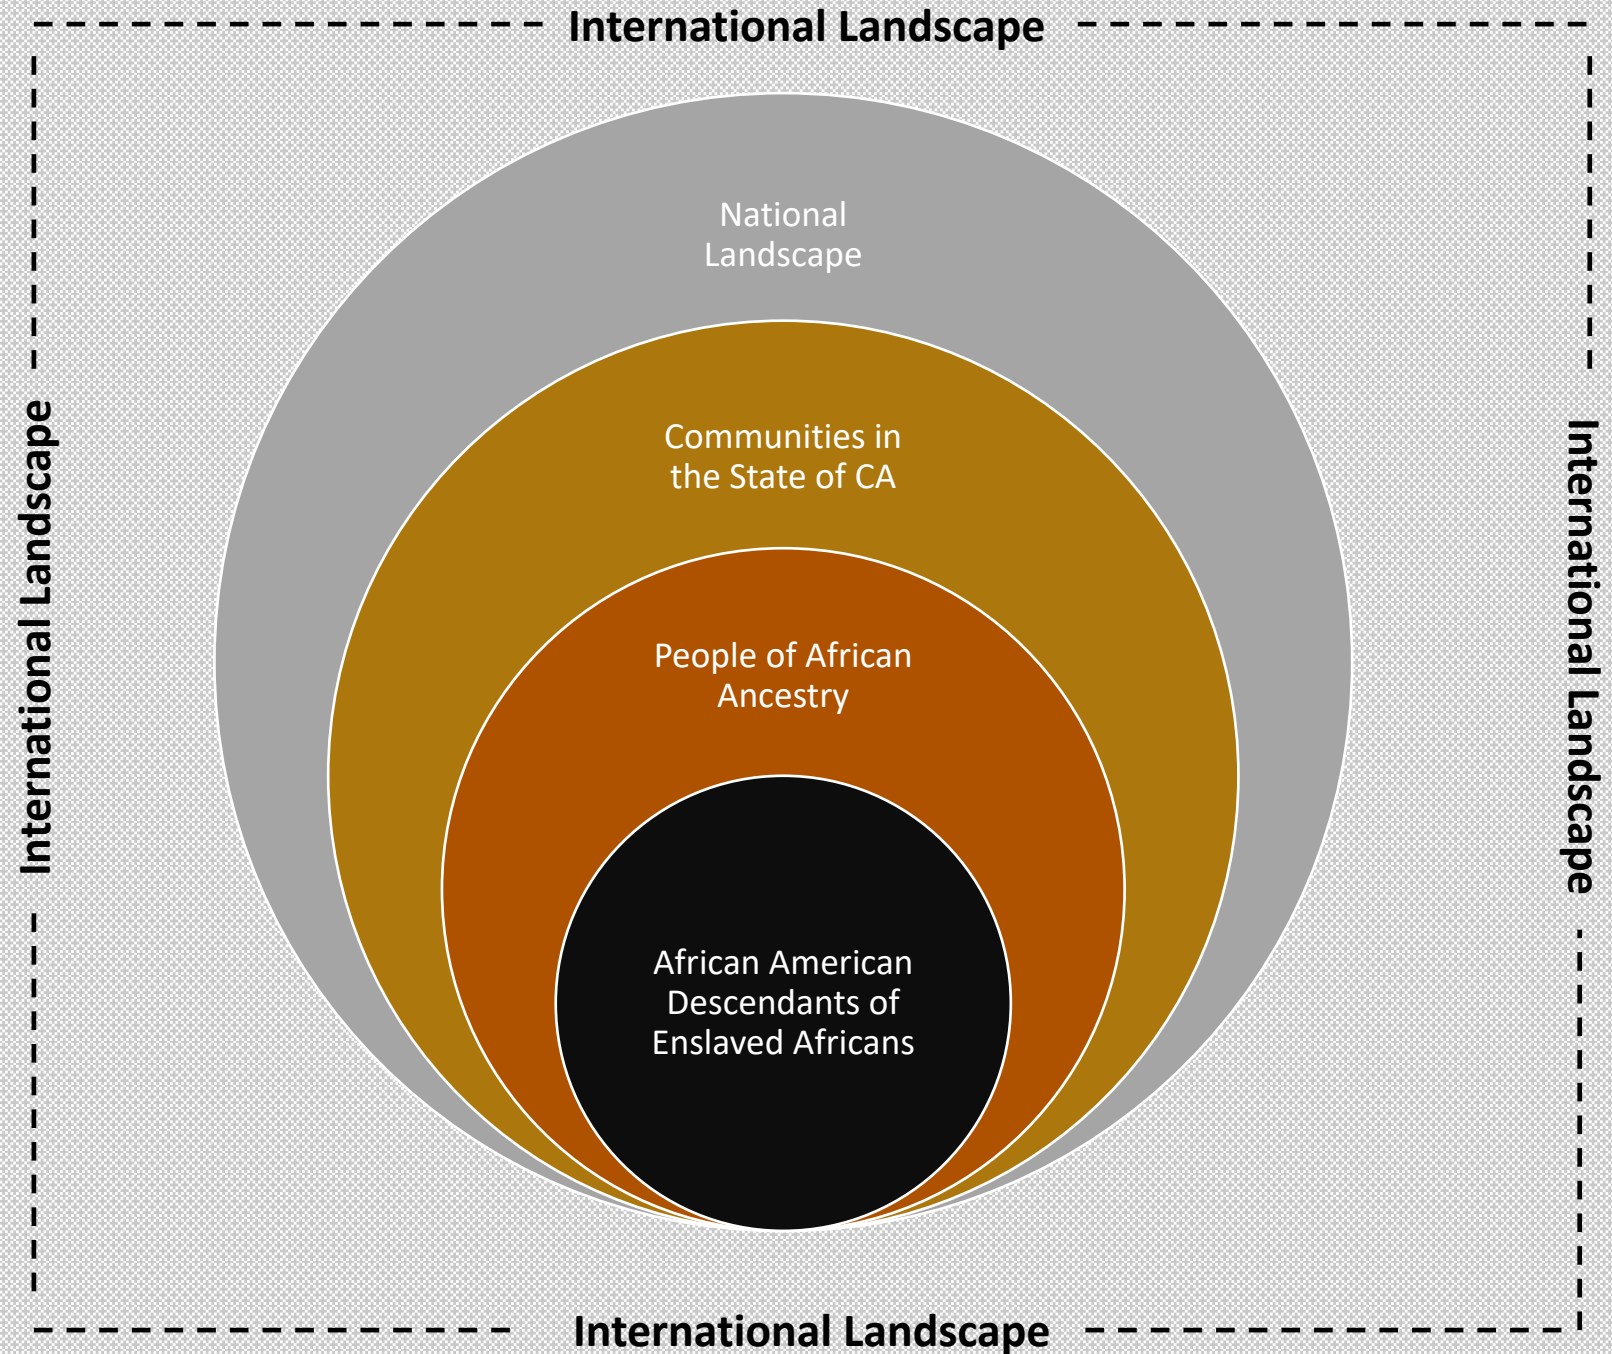 International Landscape
National
Landscape
Communities in
the State of CA
International Landscape
International Landscape
People of African
Ancestry
African American
Descendants of
Enslaved Africans
International Landscape